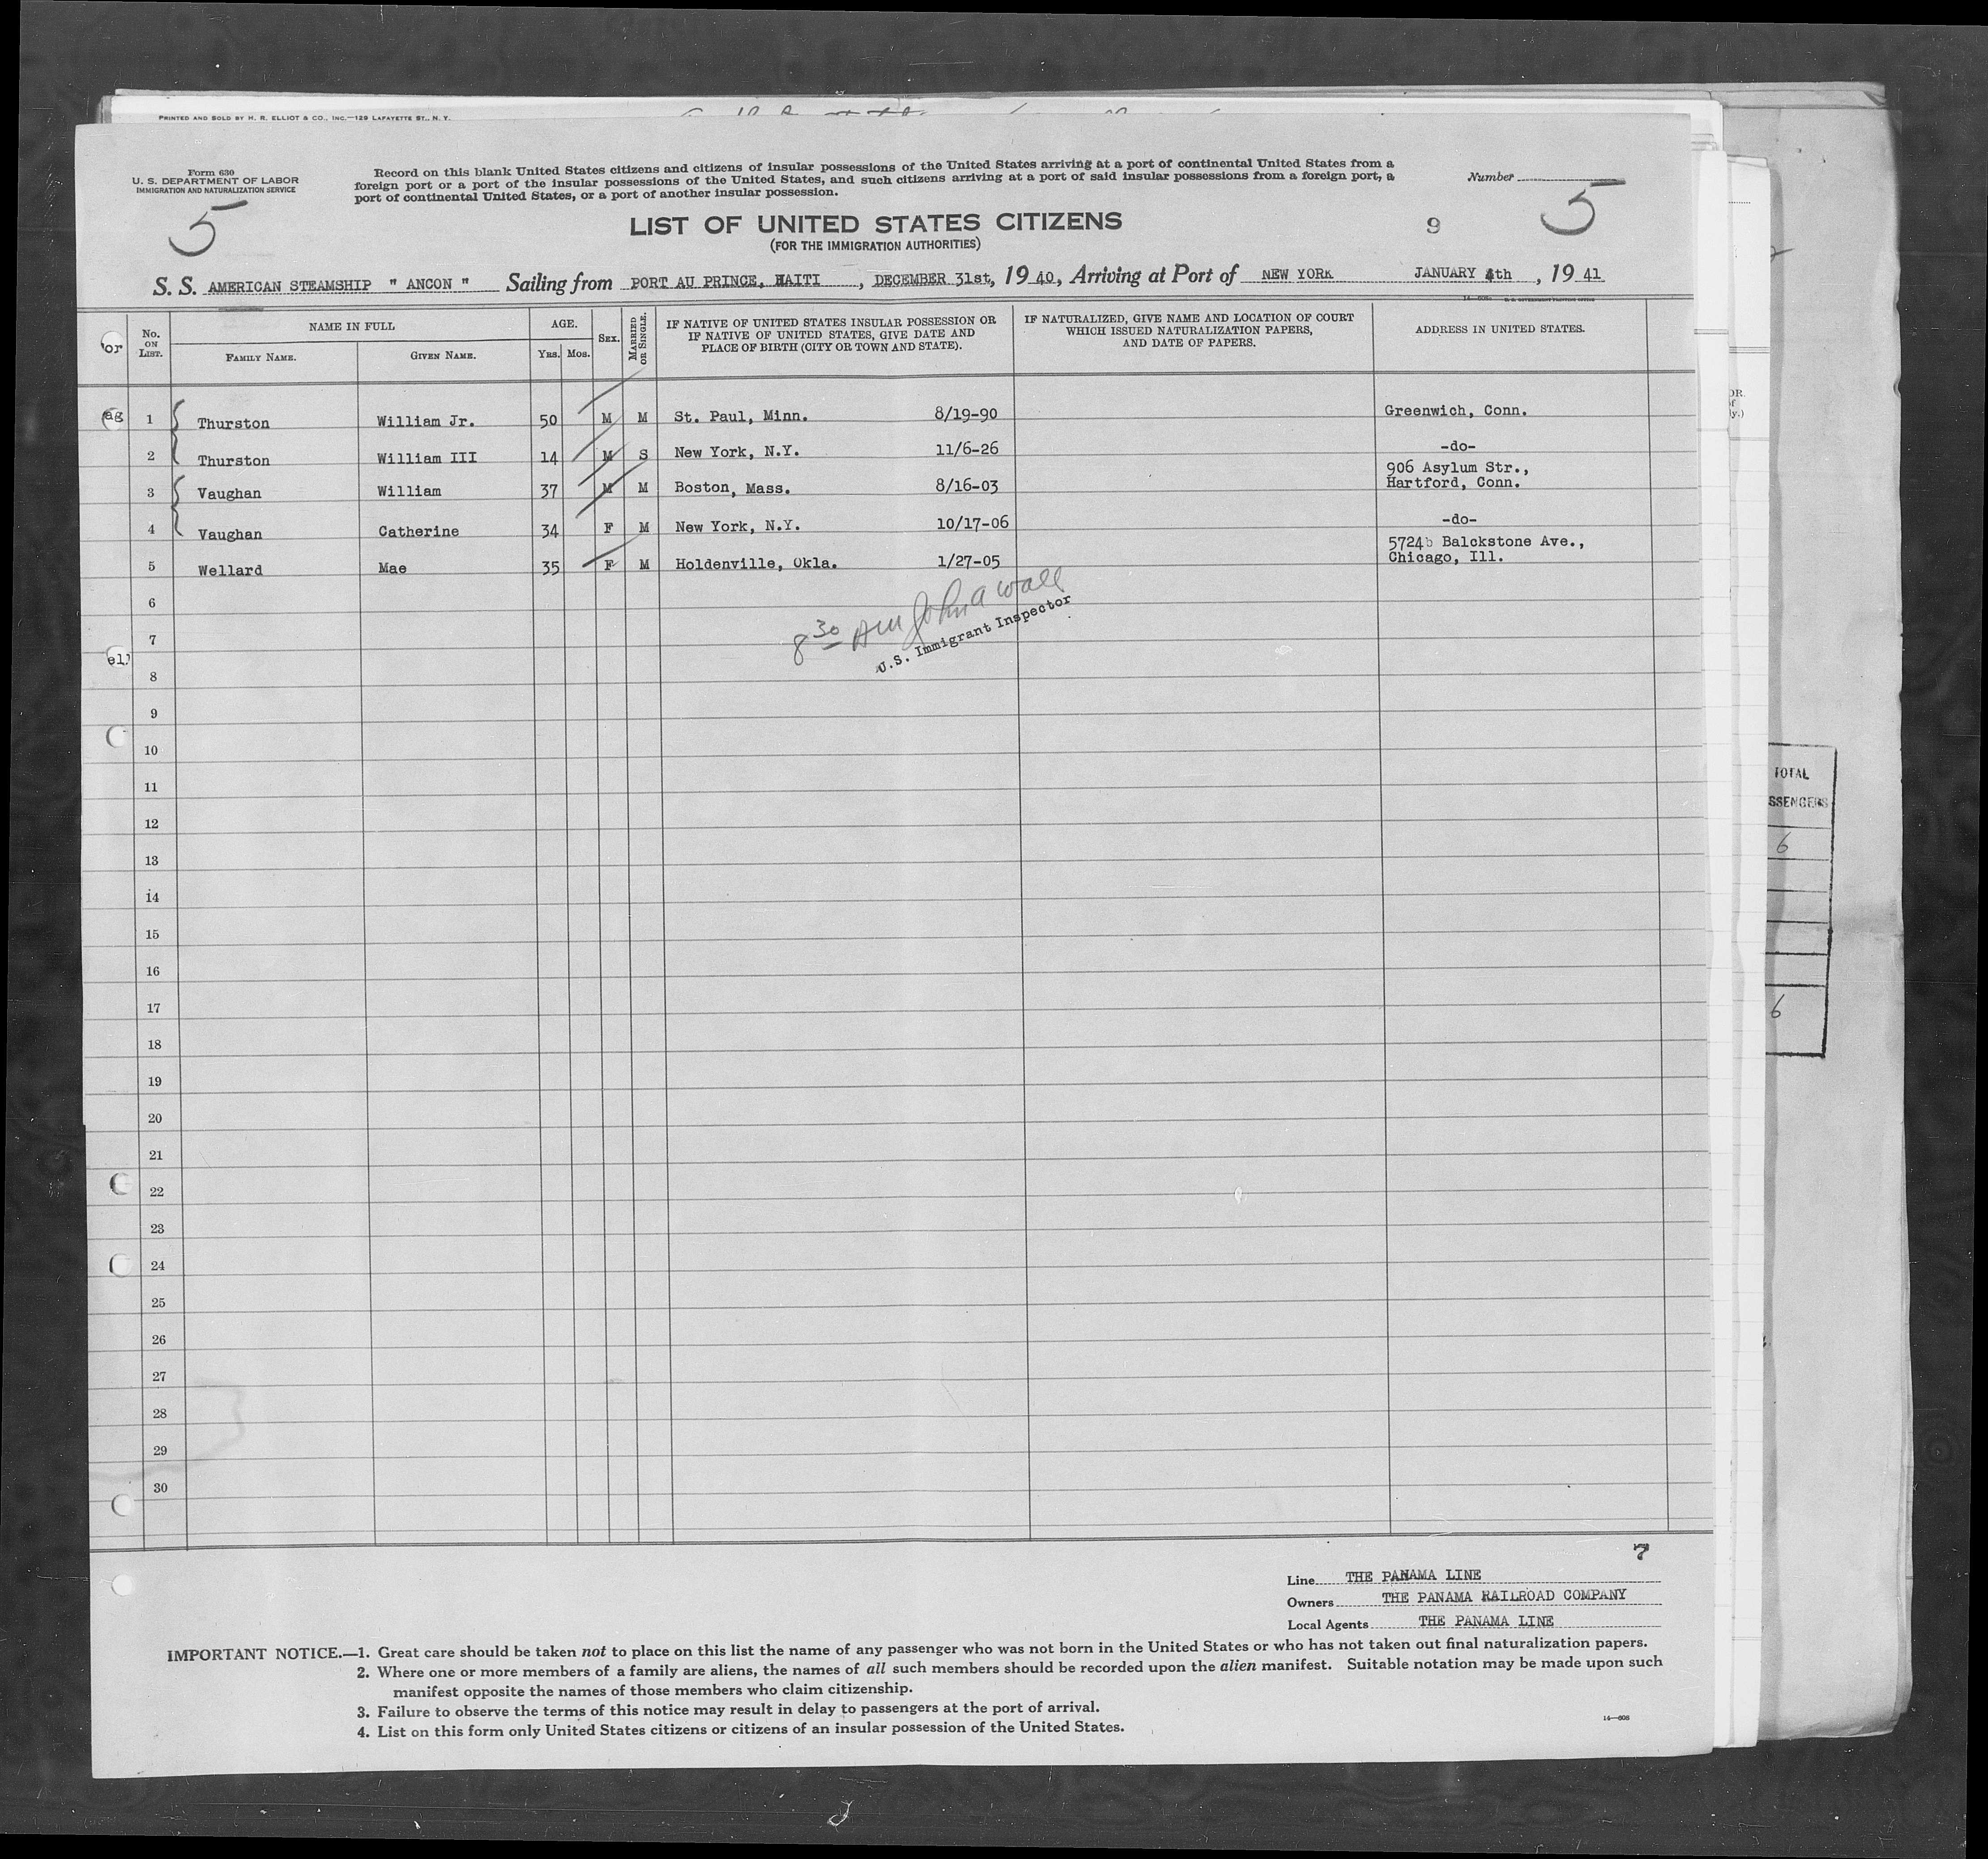 PRINTED AND SOLD BY H. R. ELLIOT & CO., INC.—129 LAFAYETTE ST., N. Y.
Form 630
U. S. DEPARTMENT OF LABOR
IMMIGRATION AND NATURALIZATION SERVICE
Record on this blank United States citizens and citizens of insular possessions of the United States arriving at a port of continental United States from a
foreign port or a port of the insular possessions of the United States, and such citizens arriving at a port of said insular possessions from a foreign port, a
port of continental United States, or a port of another insular possession.
Number
5
5
LIST OF UNITED STATES CITIZENS
9
(FOR THE IMMIGRATION AUTHORITIES)
S. S. AMERICAN STEAMSHIP " ANCON " Sailing from PORT AU PRINCE, HAITI , DECEMBER 31st, 19 40, Arriving at Port of NEW YORK JANUARY 4th , 19 41
No. ON LIST.
NAME IN FULL
FAMILY NAME. GIVEN NAME.
AGE.
YRS. MOS.
SEX.
MARRIED OR SINGLE.
IF NATIVE OF UNITED STATES INSULAR POSSESSION OR
IF NATIVE OF UNITED STATES, GIVE DATE AND
PLACE OF BIRTH (CITY OR TOWN AND STATE).
IF NATURALIZED, GIVE NAME AND LOCATION OF COURT
WHICH ISSUED NATURALIZATION PAPERS,
AND DATE OF PAPERS.
ADDRESS IN UNITED STATES.
or
ag
el
1 Thurston William Jr. 50 M M St. Paul, Minn. 8/19-90 Greenwich, Conn.
2 Thurston William III 14 M S New York, N.Y. 11/6-26 -do-
3 Vaughan William 37 M M Boston, Mass. 8/16-03 906 Asylum Str.,
Hartford, Conn.
4 Vaughan Catherine 34 F M New York, N.Y. 10/17-06 -do-
5 Wellard Mae 35 F M Holdenville, Okla. 1/27-05 5724b Balckstone Ave.,
Chicago, Ill.
8 30 AM John A Wall
U.S. Immigrant Inspector
6
7
8
9
10
11
12
13
14
15
16
17
18
19
20
21
22
23
24
25
26
27
28
29
30
TOTAL
SSENGERS
6
6
7
Line THE PANAMA LINE
Owners THE PANAMA RAILROAD COMPANY
Local Agents THE PANAMA LINE
IMPORTANT NOTICE.—1. Great care should be taken not to place on this list the name of any passenger who was not born in the United States or who has not taken out final naturalization papers.
2. Where one or more members of a family are aliens, the names of all such members should be recorded upon the alien manifest. Suitable notation may be made upon such
manifest opposite the names of those members who claim citizenship.
3. Failure to observe the terms of this notice may result in delay to passengers at the port of arrival.
4. List on this form only United States citizens or citizens of an insular possession of the United States.
14—608